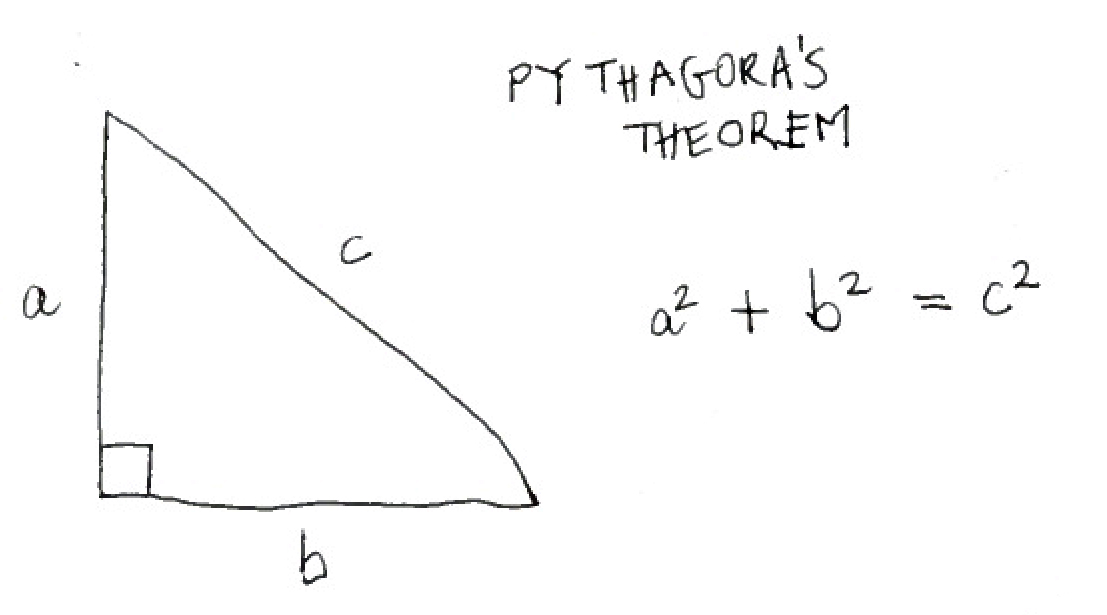 PYTHAGORA'S
THEOREM
c
a
a² + b² = c²
b